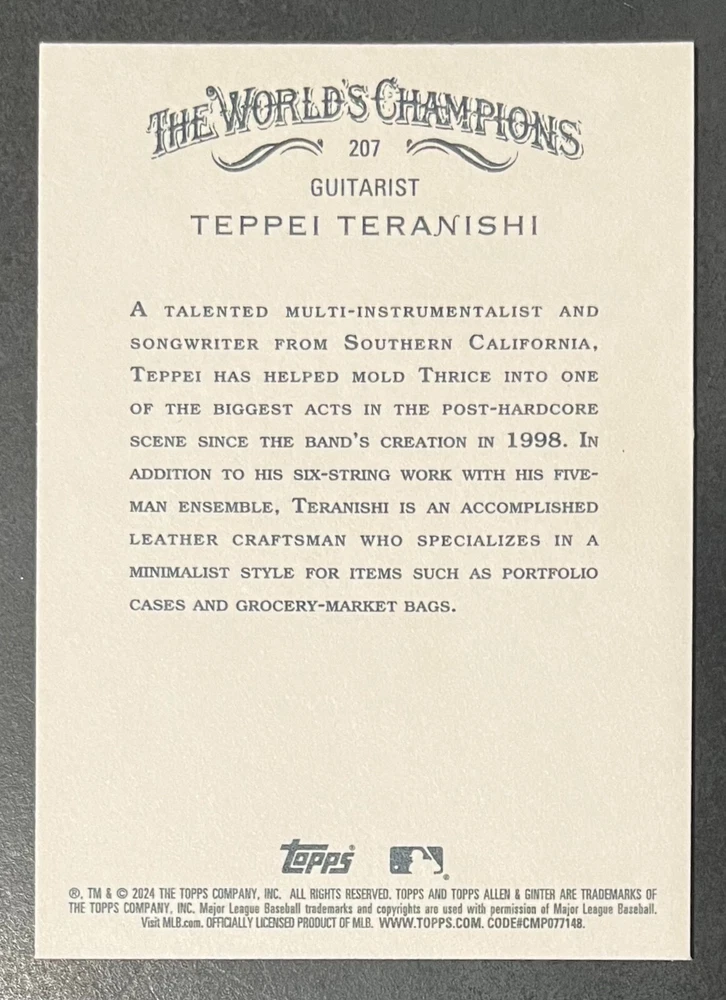 THE WORLD'S CHAMPIONS
207
GUITARIST
TEPPEI TERANISHI
A TALENTED MULTI-INSTRUMENTALIST AND
SONGWRITER FROM SOUTHERN CALIFORNIA,
TEPPEI HAS HELPED MOLD THRICE INTO ONE
OF THE BIGGEST ACTS IN THE POST-HARDCORE
SCENE SINCE THE BAND'S CREATION IN 1998. IN
ADDITION TO HIS SIX-STRING WORK WITH HIS FIVE-
MAN ENSEMBLE, TERANISHI IS AN ACCOMPLISHED
LEATHER CRAFTSMAN WHO SPECIALIZES IN A
MINIMALIST STYLE FOR ITEMS SUCH AS PORTFOLIO
CASES AND GROCERY-MARKET BAGS.
topps ®
®, TM & © 2024 THE TOPPS COMPANY, INC. ALL RIGHTS RESERVED. TOPPS AND TOPPS ALLEN & GINTER ARE TRADEMARKS OF
THE TOPPS COMPANY, INC. Major League Baseball trademarks and copyrights are used with permission of Major League Baseball.
Visit MLB.com. OFFICIALLY LICENSED PRODUCT OF MLB. WWW.TOPPS.COM. CODE#CMP077148.